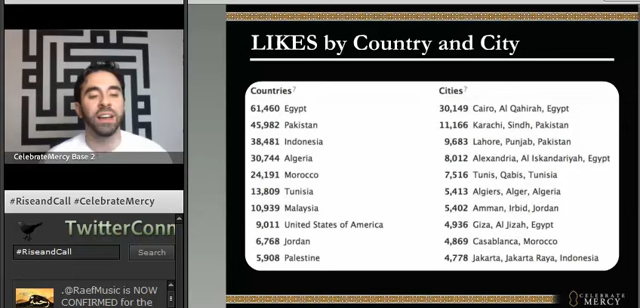 LIKES by Country and City
Countries ?
61,460 Egypt
45,982 Pakistan
38,481 Indonesia
30,744 Algeria
24,191 Morocco
13,809 Tunisia
10,939 Malaysia
9,011 United States of America
6,768 Jordan
5,908 Palestine
Cities ?
30,149 Cairo, Al Qahirah, Egypt
11,166 Karachi, Sindh, Pakistan
9,683 Lahore, Punjab, Pakistan
8,012 Alexandria, Al Iskandariyah, Egypt
7,516 Tunis, Qabis, Tunisia
5,413 Algiers, Alger, Algeria
5,402 Amman, Irbid, Jordan
4,936 Giza, Al Jizah, Egypt
4,869 Casablanca, Morocco
4,778 Jakarta, Jakarta Raya, Indonesia
CELEBRATE
MERCY
CelebrateMercy Base 2
#RiseandCall #CelebrateMercy
TwitterConn
#RiseandCall
Search
.@RaefMusic is NOW
CONFIRMED for the